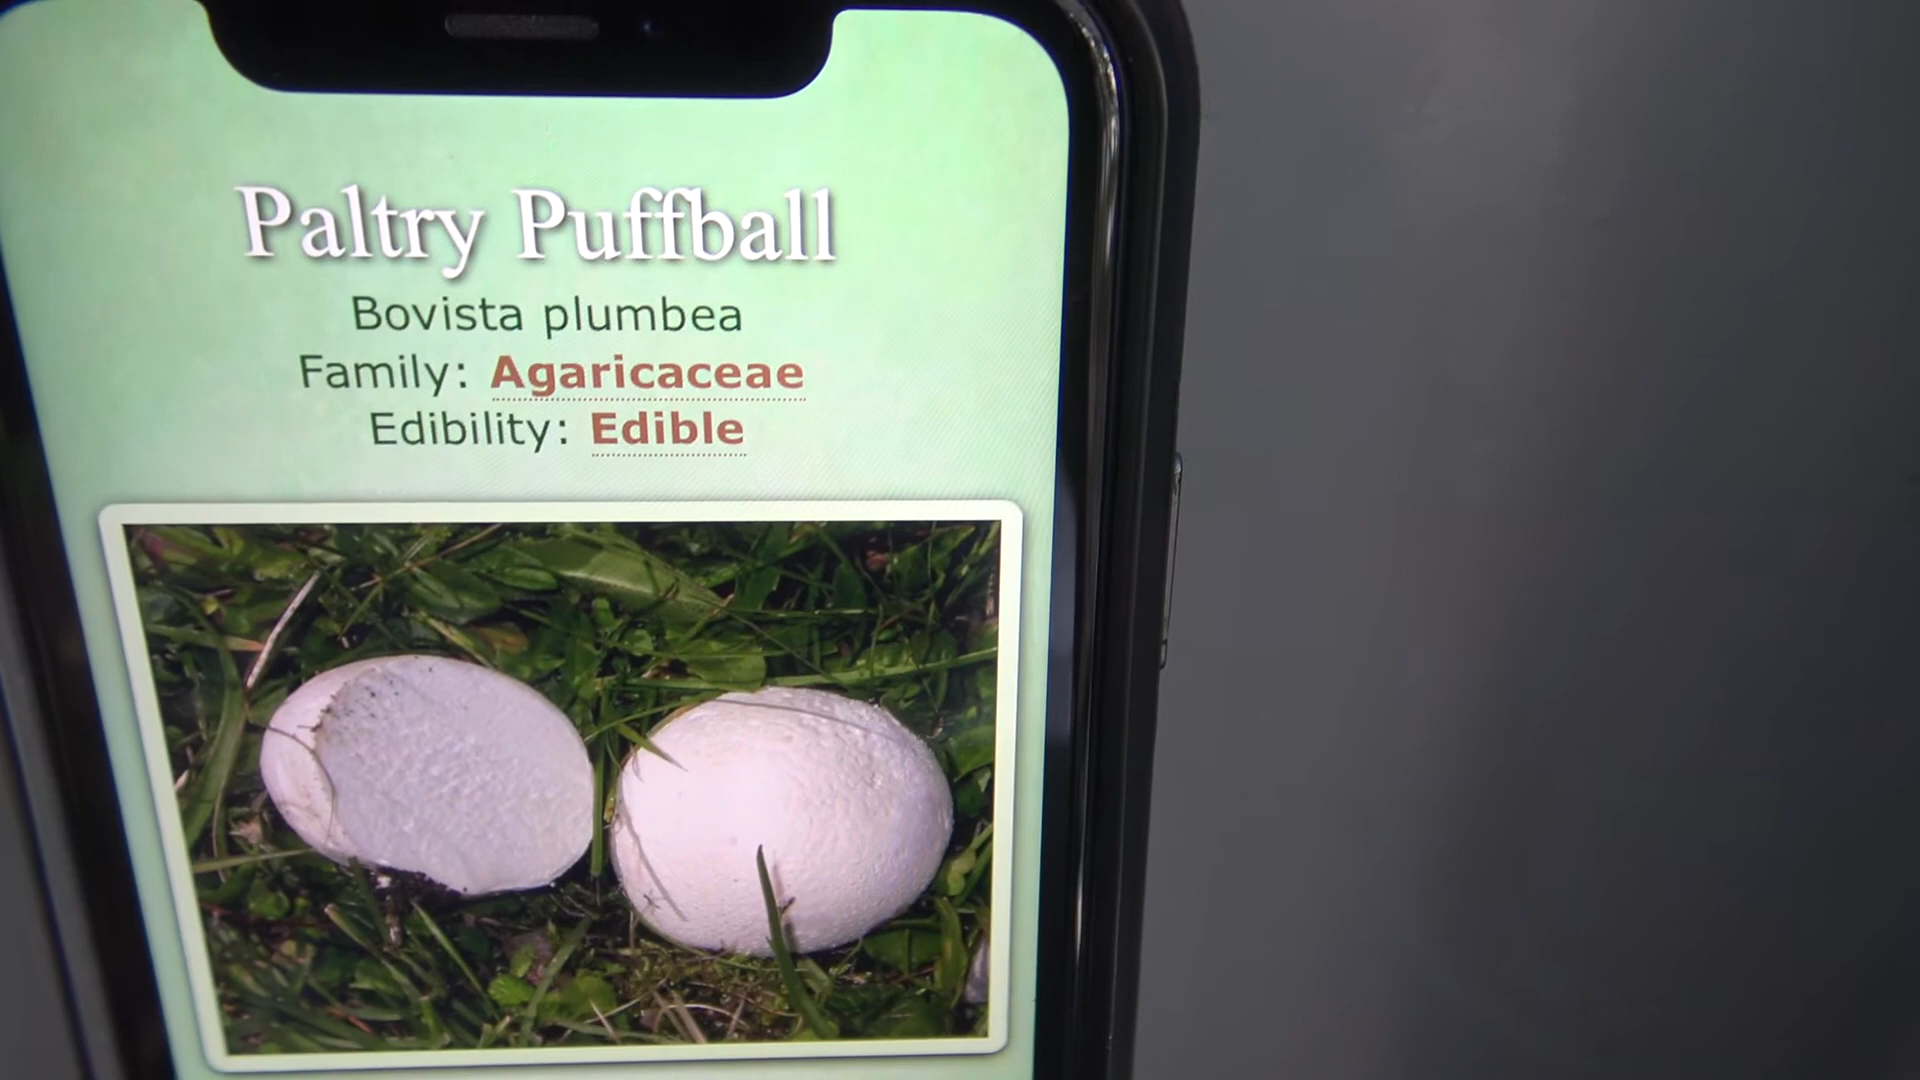 Paltry Puffball
Bovista plumbea
Family: Agaricaceae
Edibility: Edible